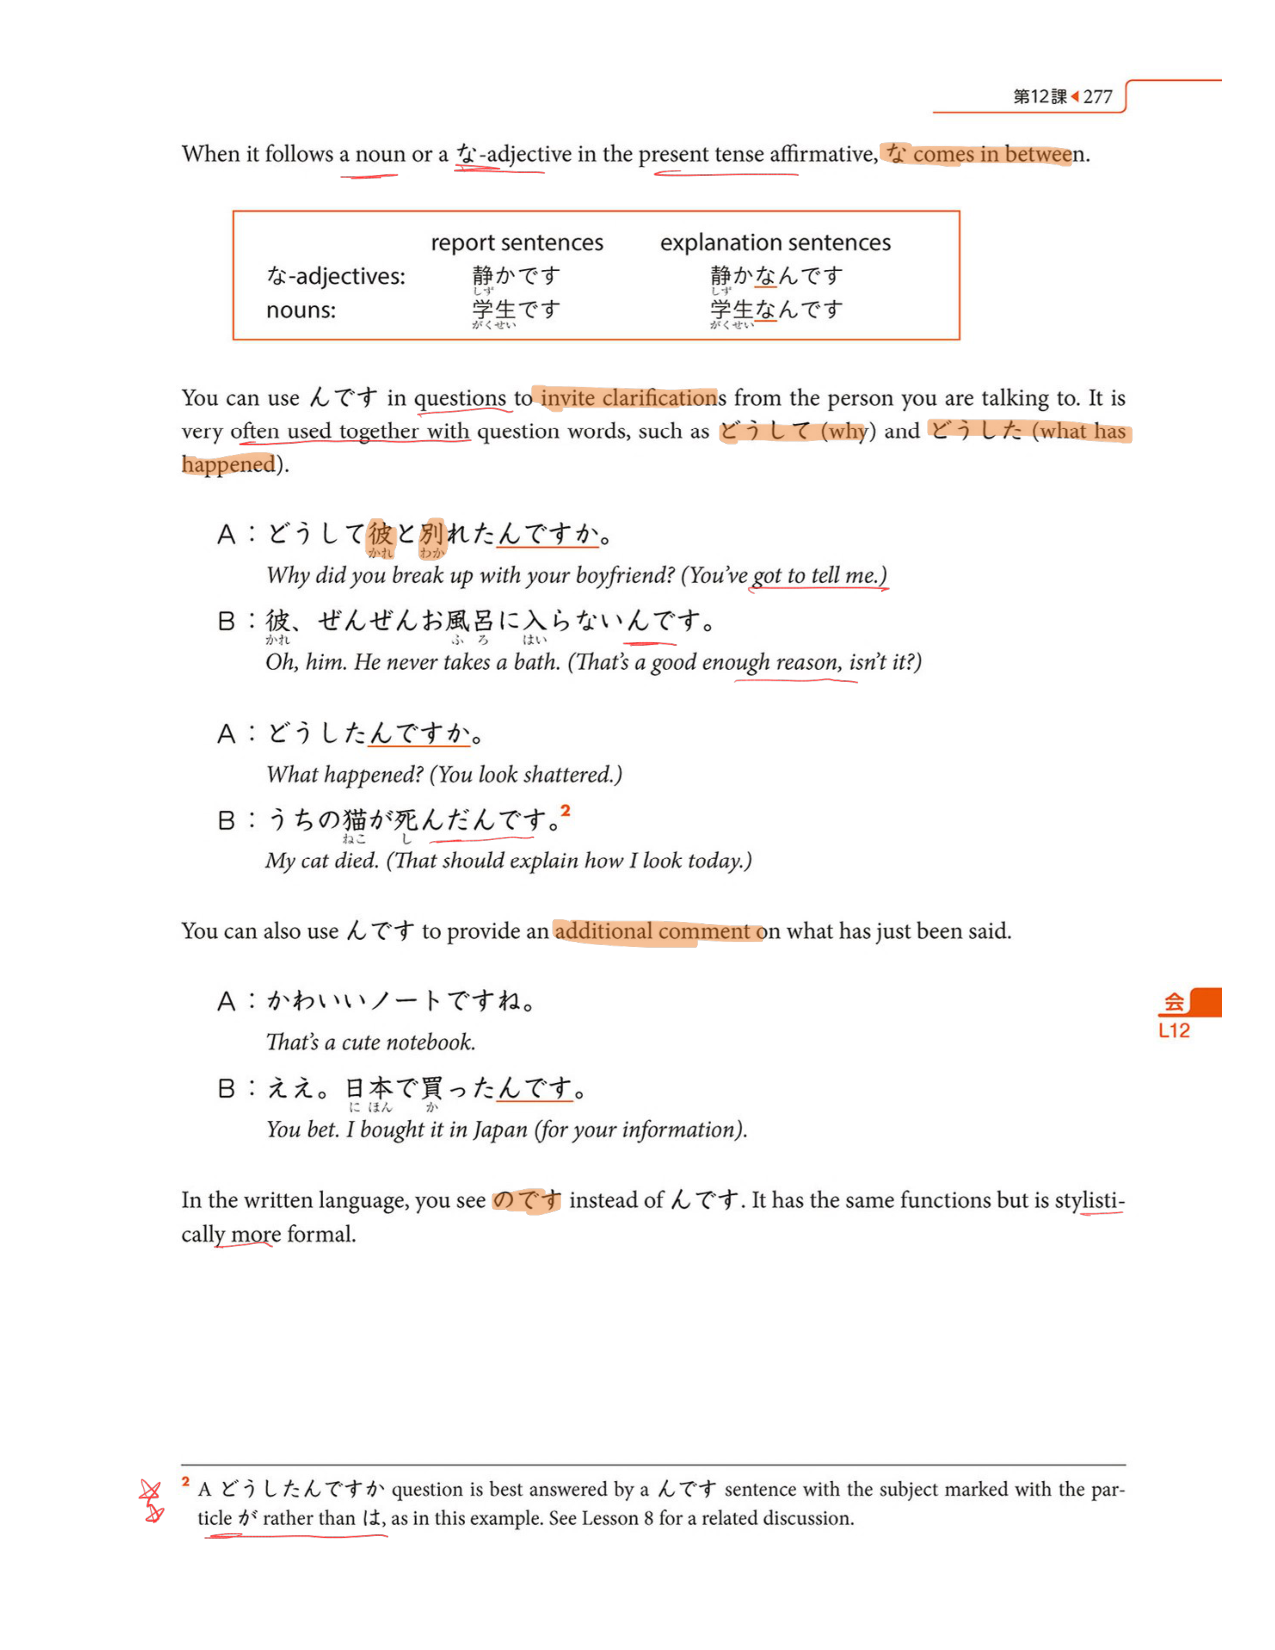 第12課 ◀ 277
When it follows a noun or a な-adjective in the present tense affirmative, な comes in between.
report sentences explanation sentences
な-adjectives: 静かです 静かなんです
しず しず
nouns: 学生です 学生なんです
がくせい がくせい
You can use んです in questions to invite clarifications from the person you are talking to. It is
very often used together with question words, such as どうして (why) and どうした (what has
happened).
A：どうして彼と別れたんですか。
かれ わか
Why did you break up with your boyfriend? (You've got to tell me.)
B：彼、ぜんぜんお風呂に入らないんです。
かれ ふ ろ はい
Oh, him. He never takes a bath. (That's a good enough reason, isn't it?)
A：どうしたんですか。
What happened? (You look shattered.)
B：うちの猫が死んだんです。2
ねこ し
My cat died. (That should explain how I look today.)
You can also use んです to provide an additional comment on what has just been said.
A：かわいいノートですね。
That's a cute notebook.
B：ええ。日本で買ったんです。
に ほん か
You bet. I bought it in Japan (for your information).
In the written language, you see のです instead of んです. It has the same functions but is stylisti-
cally more formal.
会
L12
2 A どうしたんですか question is best answered by a んです sentence with the subject marked with the par-
ticle が rather than は, as in this example. See Lesson 8 for a related discussion.